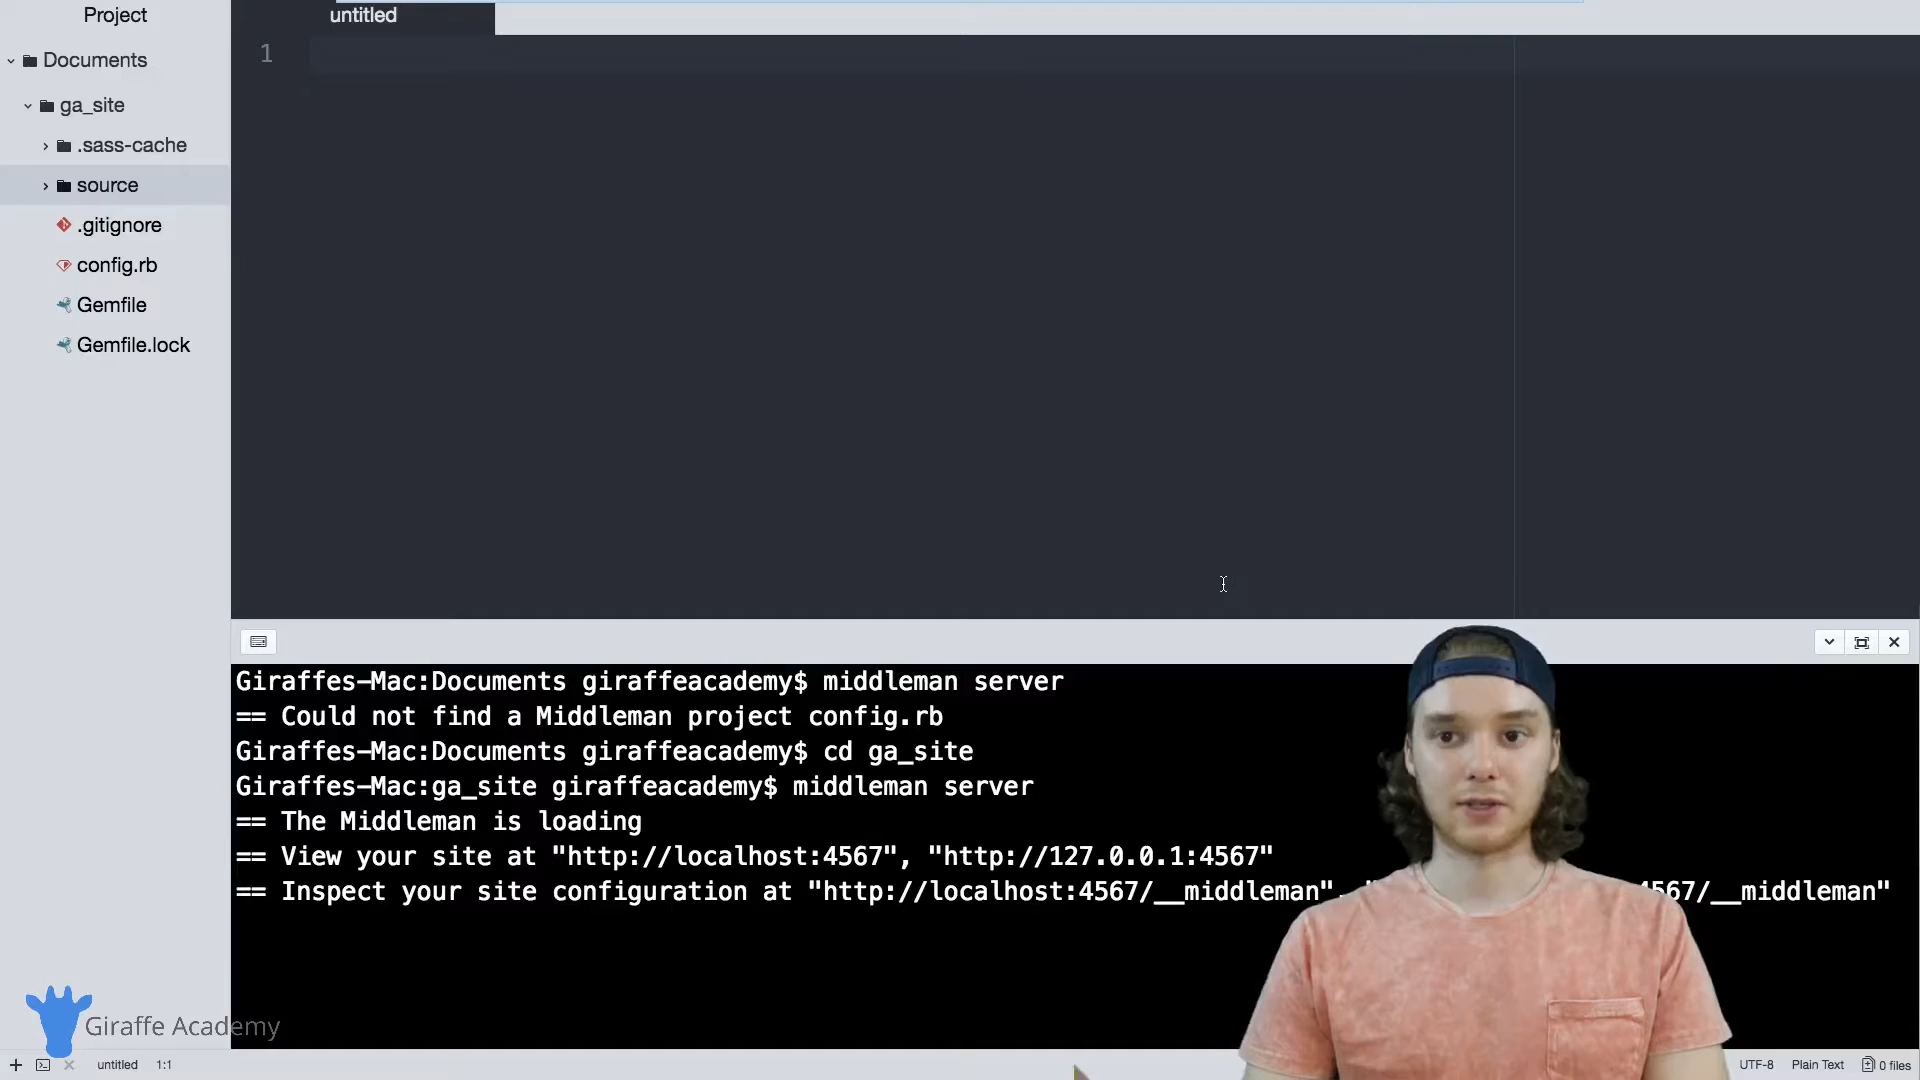 Project
Documents
ga_site
.sass-cache
source
.gitignore
config.rb
Gemfile
Gemfile.lock
untitled
1
Giraffes-Mac:Documents giraffeacademy$ middleman server
== Could not find a Middleman project config.rb
Giraffes-Mac:Documents giraffeacademy$ cd ga_site
Giraffes-Mac:ga_site giraffeacademy$ middleman server
== The Middleman is loading
== View your site at "http://localhost:4567", "http://127.0.0.1:4567"
== Inspect your site configuration at "http://localhost:4567/__middleman", 4567/__middleman"
Giraffe Academy
untitled 1:1
UTF-8 Plain Text 0 files